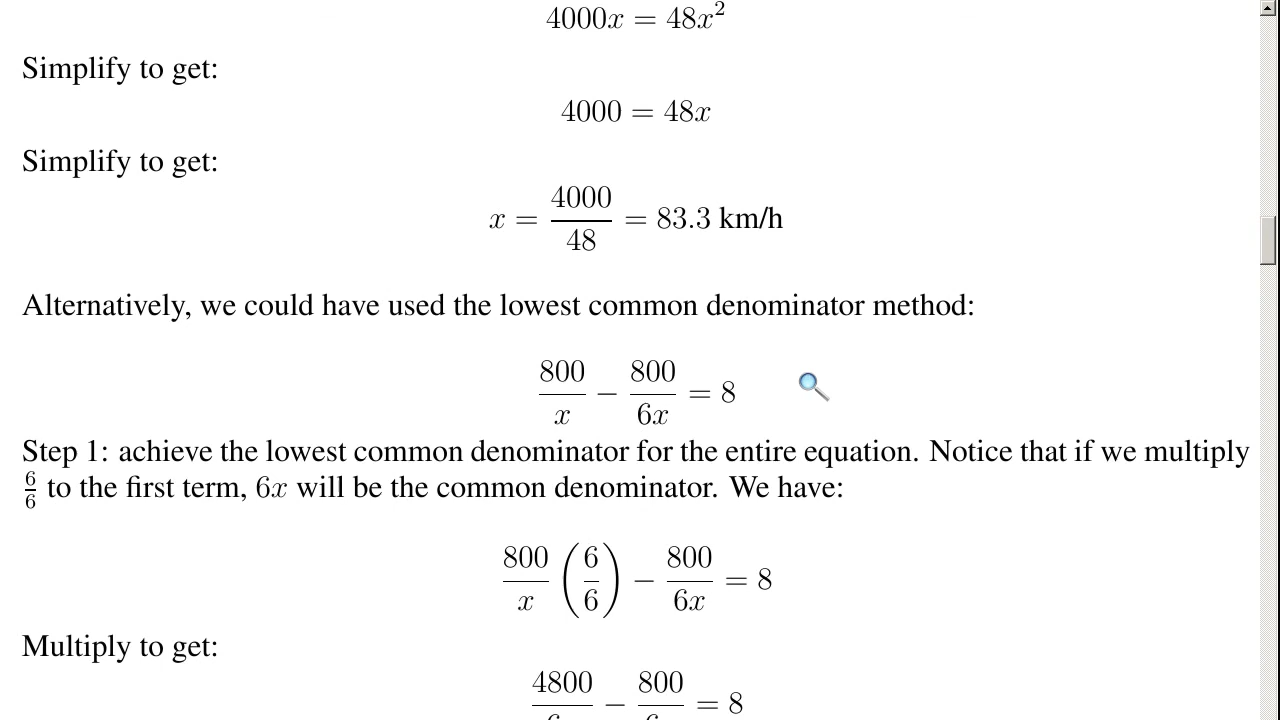 4000x = 48x²
Simplify to get:
4000 = 48x
Simplify to get:
x = 4000/48 = 83.3 km/h
Alternatively, we could have used the lowest common denominator method:
800/x − 800/6x = 8
Step 1: achieve the lowest common denominator for the entire equation. Notice that if we multiply
6/6 to the first term, 6x will be the common denominator. We have:
800/x (6/6) − 800/6x = 8
Multiply to get:
4800 − 800 = 8